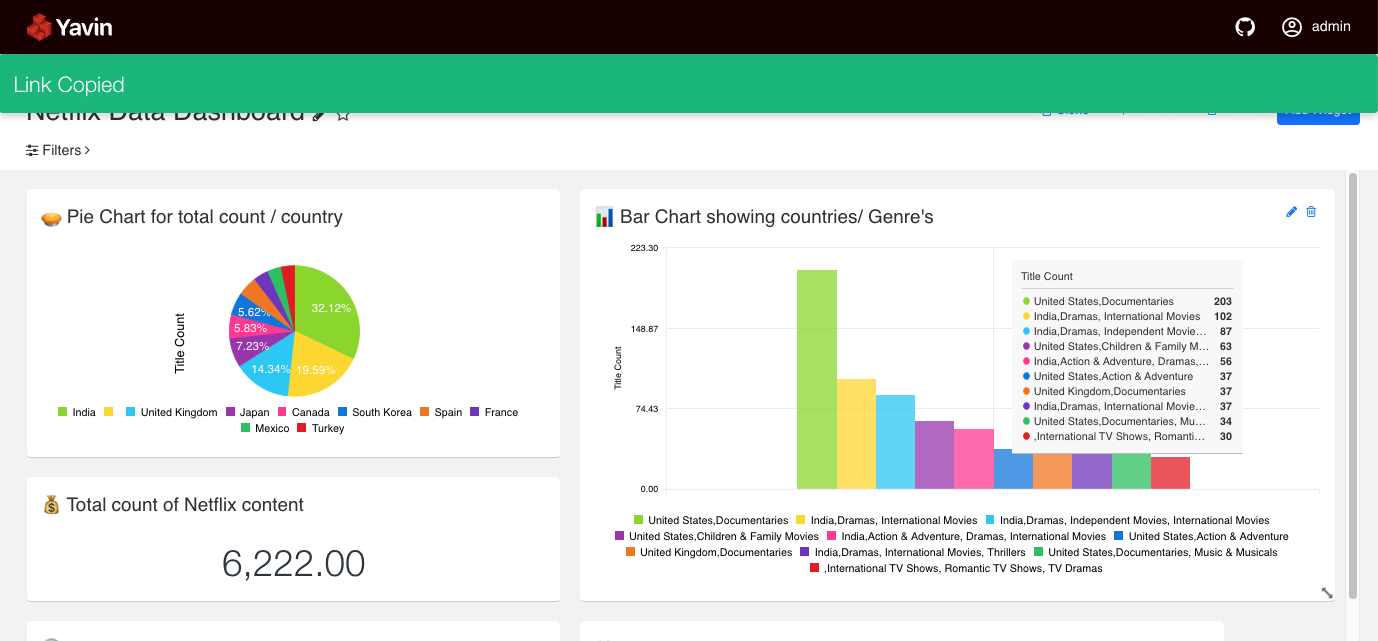 Yavin
admin
Link Copied
Netflix Data Dashboard
Filters
Pie Chart for total count / country
Title Count
32.12%
19.59%
14.34%
7.23%
5.83%
5.62%
India United Kingdom Japan Canada South Korea Spain France
Mexico Turkey
Total count of Netflix content
6,222.00
Bar Chart showing countries/ Genre's
Title Count
223.30
148.87
74.43
0.00
Title Count
United States,Documentaries 203
India,Dramas, International Movies 102
India,Dramas, Independent Movie... 87
United States,Children & Family M... 63
India,Action & Adventure, Dramas,... 56
United States,Action & Adventure 37
United Kingdom,Documentaries 37
India,Dramas, International Movie... 37
United States,Documentaries, Mu... 34
,International TV Shows, Romanti... 30
United States,Documentaries India,Dramas, International Movies India,Dramas, Independent Movies, International Movies
United States,Children & Family Movies India,Action & Adventure, Dramas, International Movies United States,Action & Adventure
United Kingdom,Documentaries India,Dramas, International Movies, Thrillers United States,Documentaries, Music & Musicals
,International TV Shows, Romantic TV Shows, TV Dramas